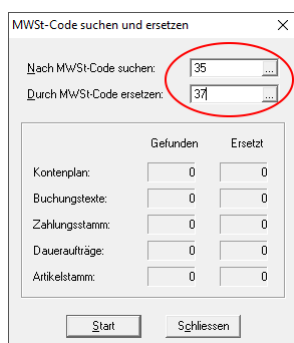 MWSt-Code suchen und ersetzen
Nach MWSt-Code suchen: 35 ...
Durch MWSt-Code ersetzen: 37 ...
Gefunden Ersetzt
Kontenplan: 0 0
Buchungstexte: 0 0
Zahlungsstamm: 0 0
Daueraufträge: 0 0
Artikelstamm: 0 0
Start Schliessen